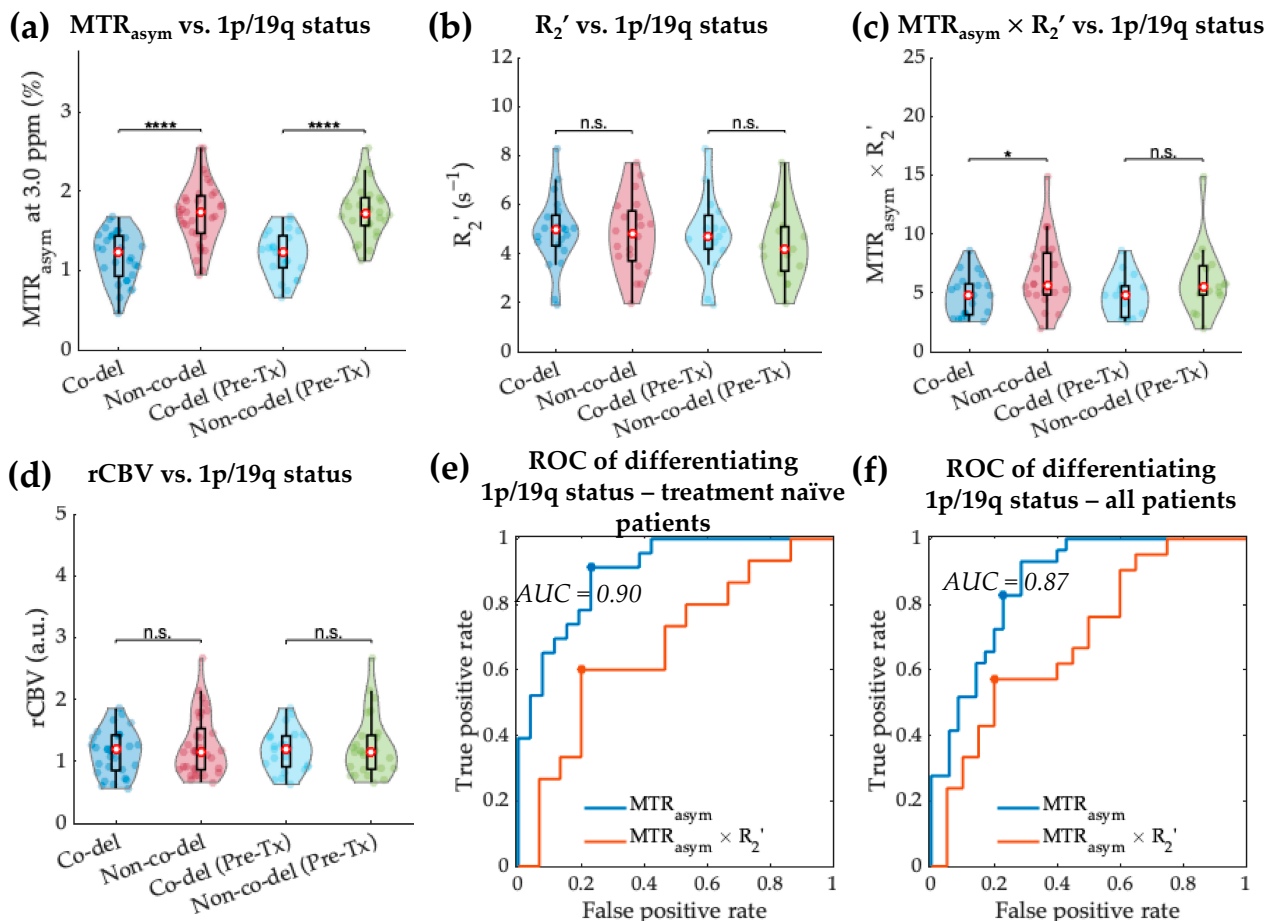 (a) MTRasym vs. 1p/19q status
MTRasym at 3.0 ppm (%)
3
2
1
0
****
****
Co-del
Non-co-del
Co-del (Pre-Tx)
Non-co-del (Pre-Tx)
(b) R2' vs. 1p/19q status
R2' (s−1)
12
10
8
6
4
2
0
n.s.
n.s.
Co-del
Non-co-del
Co-del (Pre-Tx)
Non-co-del (Pre-Tx)
(c) MTRasym × R2' vs. 1p/19q status
MTRasym × R2'
25
20
15
10
5
0
*
n.s.
Co-del
Non-co-del
Co-del (Pre-Tx)
Non-co-del (Pre-Tx)
(d) rCBV vs. 1p/19q status
rCBV (a.u.)
5
4
3
2
1
0
n.s.
n.s.
Co-del
Non-co-del
Co-del (Pre-Tx)
Non-co-del (Pre-Tx)
(e) ROC of differentiating
1p/19q status – treatment naïve
patients
True positive rate
1
0.8
0.6
0.4
0.2
0
AUC = 0.90
MTRasym
MTRasym × R2'
0 0.2 0.4 0.6 0.8 1
False positive rate
(f) ROC of differentiating
1p/19q status – all patients
True positive rate
1
0.8
0.6
0.4
0.2
0
AUC = 0.87
MTRasym
MTRasym × R2'
0 0.2 0.4 0.6 0.8 1
False positive rate